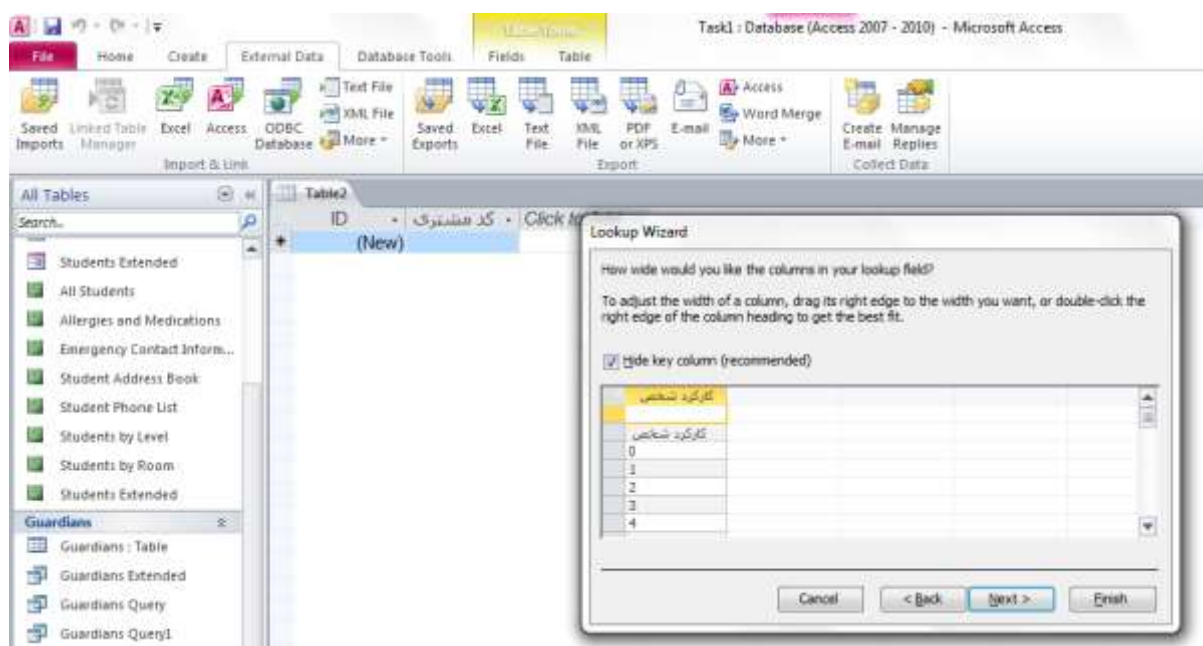 Task1 : Database (Access 2007 - 2010) - Microsoft Access
File Home Create External Data Database Tools Fields Table
Saved Imports
Linked Table Manager
Excel
Access
ODBC Database
Text File
XML File
More
Import & Link
Saved Exports
Excel
Text File
XML File
PDF or XPS
E-mail
Access
Word Merge
More
Export
Create E-mail
Manage Replies
Collect Data
All Tables
Search..
Students Extended
All Students
Allergies and Medications
Emergency Contact Inform...
Student Address Book
Student Phone List
Students by Level
Students by Room
Students Extended
Guardians
Guardians : Table
Guardians Extended
Guardians Query
Guardians Query1
Table2
ID کد مشتری Click to
(New)
Lookup Wizard
How wide would you like the columns in your lookup field?
To adjust the width of a column, drag its right edge to the width you want, or double-click the
right edge of the column heading to get the best fit.
Hide key column (recommended)
کارکرد شخص
کارکرد شخص
0
1
2
3
4
Cancel < Back Next > Finish